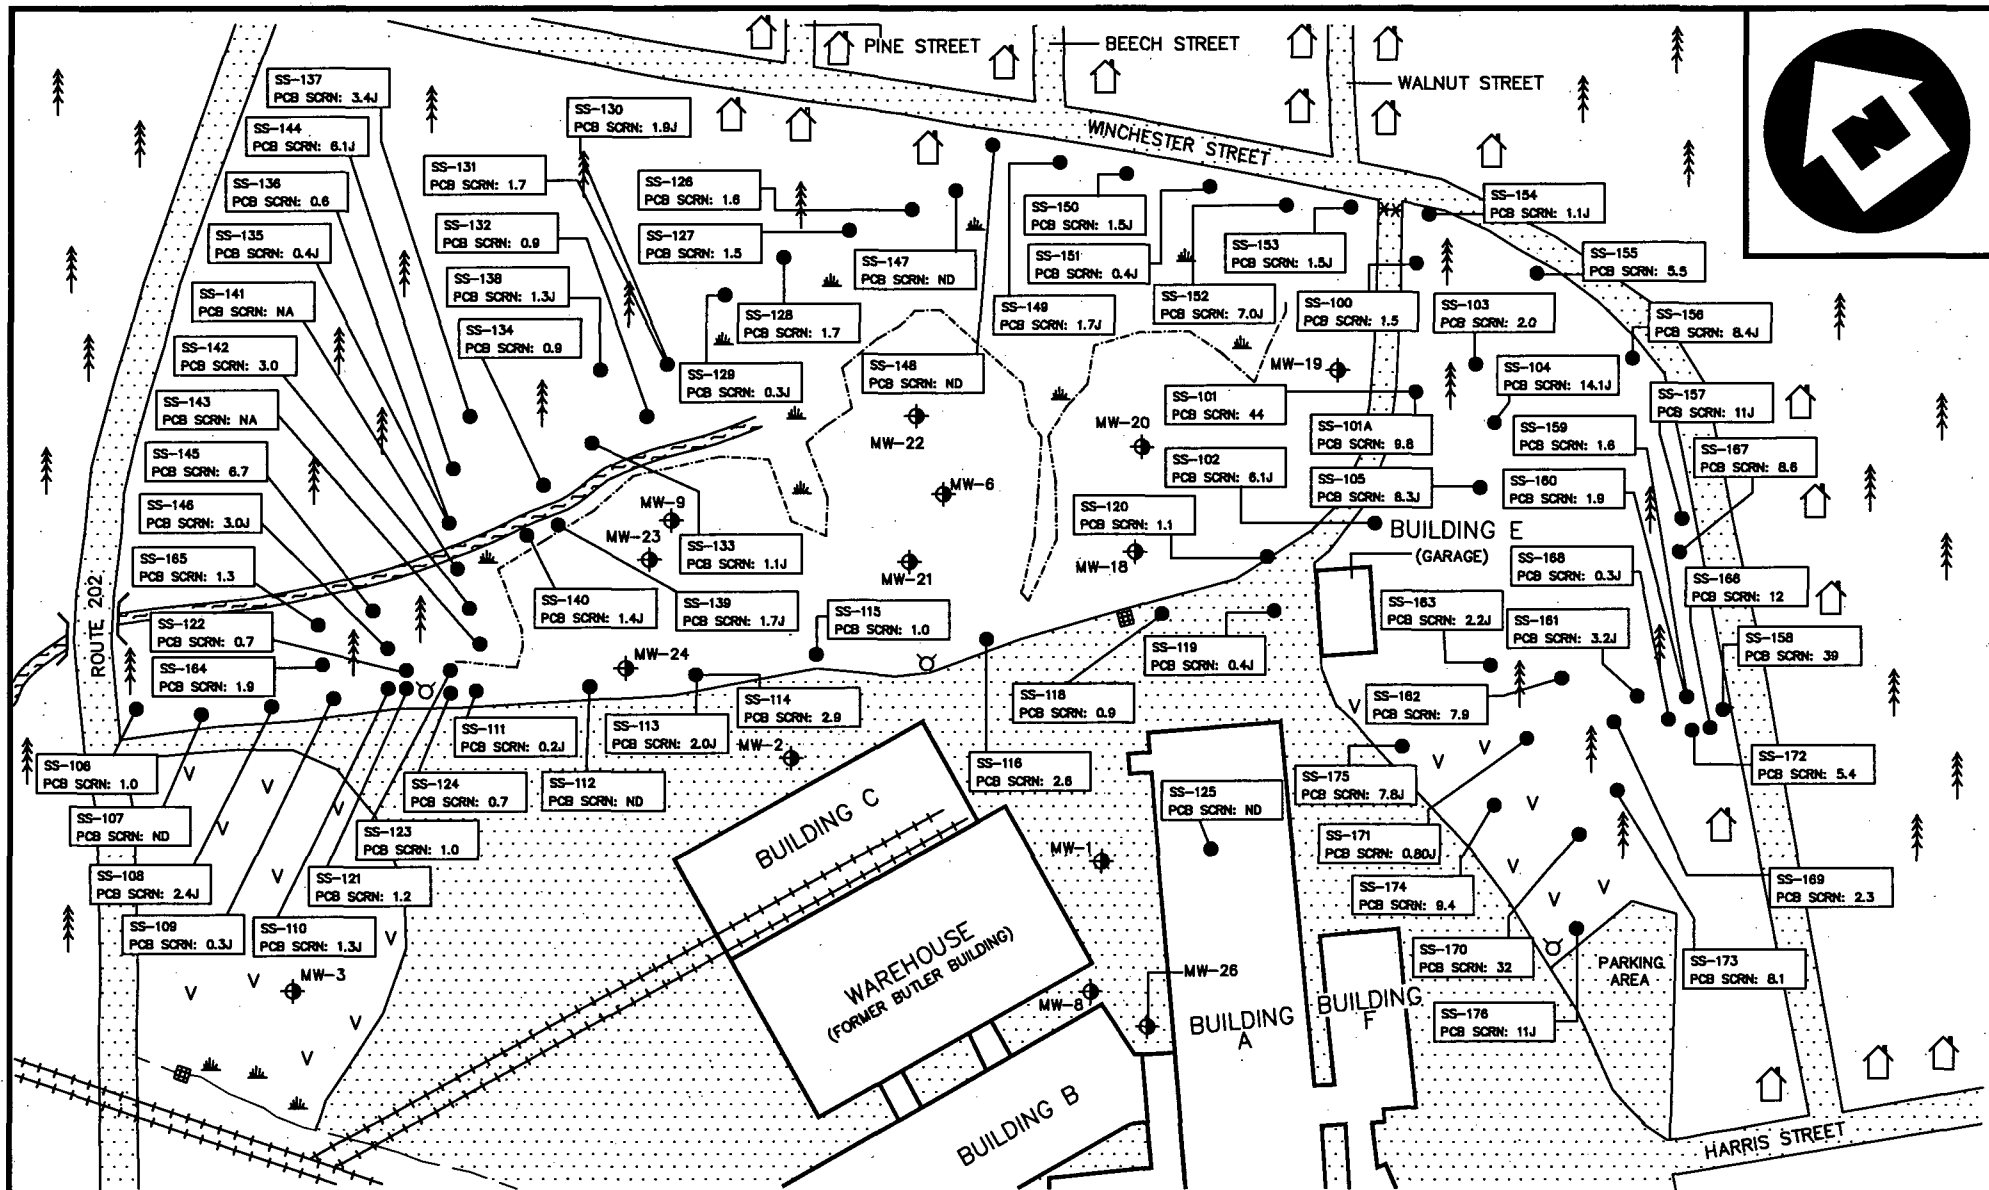 PINE STREET
BEECH STREET
WALNUT STREET
WINCHESTER STREET
N
SS-137
PCB SCRN: 3.4J
SS-144
PCB SCRN: 6.1J
SS-136
PCB SCRN: 0.6
SS-135
PCB SCRN: 0.4J
SS-141
PCB SCRN: NA
SS-142
PCB SCRN: 3.0
SS-143
PCB SCRN: NA
SS-145
PCB SCRN: 6.7
SS-146
PCB SCRN: 3.0J
SS-165
PCB SCRN: 1.3
SS-122
PCB SCRN: 0.7
SS-164
PCB SCRN: 1.9
ROUTE 202
SS-130
PCB SCRN: 1.9J
SS-131
PCB SCRN: 1.7
SS-132
PCB SCRN: 0.9
SS-138
PCB SCRN: 1.3J
SS-134
PCB SCRN: 0.9
SS-126
PCB SCRN: 1.6
SS-127
PCB SCRN: 1.5
SS-147
PCB SCRN: ND
SS-128
PCB SCRN: 1.7
SS-129
PCB SCRN: 0.3J
SS-148
PCB SCRN: ND
SS-150
PCB SCRN: 1.5J
SS-151
PCB SCRN: 0.4J
SS-149
PCB SCRN: 1.7J
SS-152
PCB SCRN: 7.0J
SS-153
PCB SCRN: 1.5J
SS-154
PCB SCRN: 1.1J
SS-155
PCB SCRN: 5.5
SS-156
PCB SCRN: 8.4J
SS-100
PCB SCRN: 1.5
SS-103
PCB SCRN: 2.0
SS-104
PCB SCRN: 14.1J
SS-157
PCB SCRN: 11J
SS-101
PCB SCRN: 44
SS-101A
PCB SCRN: 9.8
SS-159
PCB SCRN: 1.6
SS-167
PCB SCRN: 8.6
SS-102
PCB SCRN: 6.1J
SS-105
PCB SCRN: 8.3J
SS-160
PCB SCRN: 1.9
SS-120
PCB SCRN: 1.1
MW-19
MW-20
MW-22
MW-6
MW-9
MW-23
MW-21
MW-18
MW-24
BUILDING E
(GARAGE)
SS-168
PCB SCRN: 0.3J
SS-166
PCB SCRN: 12
SS-133
PCB SCRN: 1.1J
SS-140
PCB SCRN: 1.4J
SS-139
PCB SCRN: 1.7J
SS-115
PCB SCRN: 1.0
SS-163
PCB SCRN: 2.2J
SS-161
PCB SCRN: 3.2J
SS-158
PCB SCRN: 39
SS-119
PCB SCRN: 0.4J
SS-118
PCB SCRN: 0.9
SS-162
PCB SCRN: 7.9
SS-114
PCB SCRN: 2.9
SS-113
PCB SCRN: 2.0J
SS-111
PCB SCRN: 0.2J
MW-2
SS-106
PCB SCRN: 1.0
SS-124
PCB SCRN: 0.7
SS-112
PCB SCRN: ND
SS-116
PCB SCRN: 2.6
SS-125
PCB SCRN: ND
SS-175
PCB SCRN: 7.8J
SS-172
PCB SCRN: 5.4
SS-107
PCB SCRN: ND
SS-123
PCB SCRN: 1.0
SS-171
PCB SCRN: 0.80J
SS-108
PCB SCRN: 2.4J
SS-121
PCB SCRN: 1.2
SS-174
PCB SCRN: 9.4
SS-169
PCB SCRN: 2.3
SS-109
PCB SCRN: 0.3J
SS-110
PCB SCRN: 1.3J
SS-170
PCB SCRN: 32
SS-173
PCB SCRN: 8.1
SS-176
PCB SCRN: 11J
PARKING
AREA
MW-3
MW-1
MW-8
MW-26
BUILDING C
WAREHOUSE
(FORMER BUTLER BUILDING)
BUILDING B
BUILDING
A
BUILDING
F
HARRIS STREET